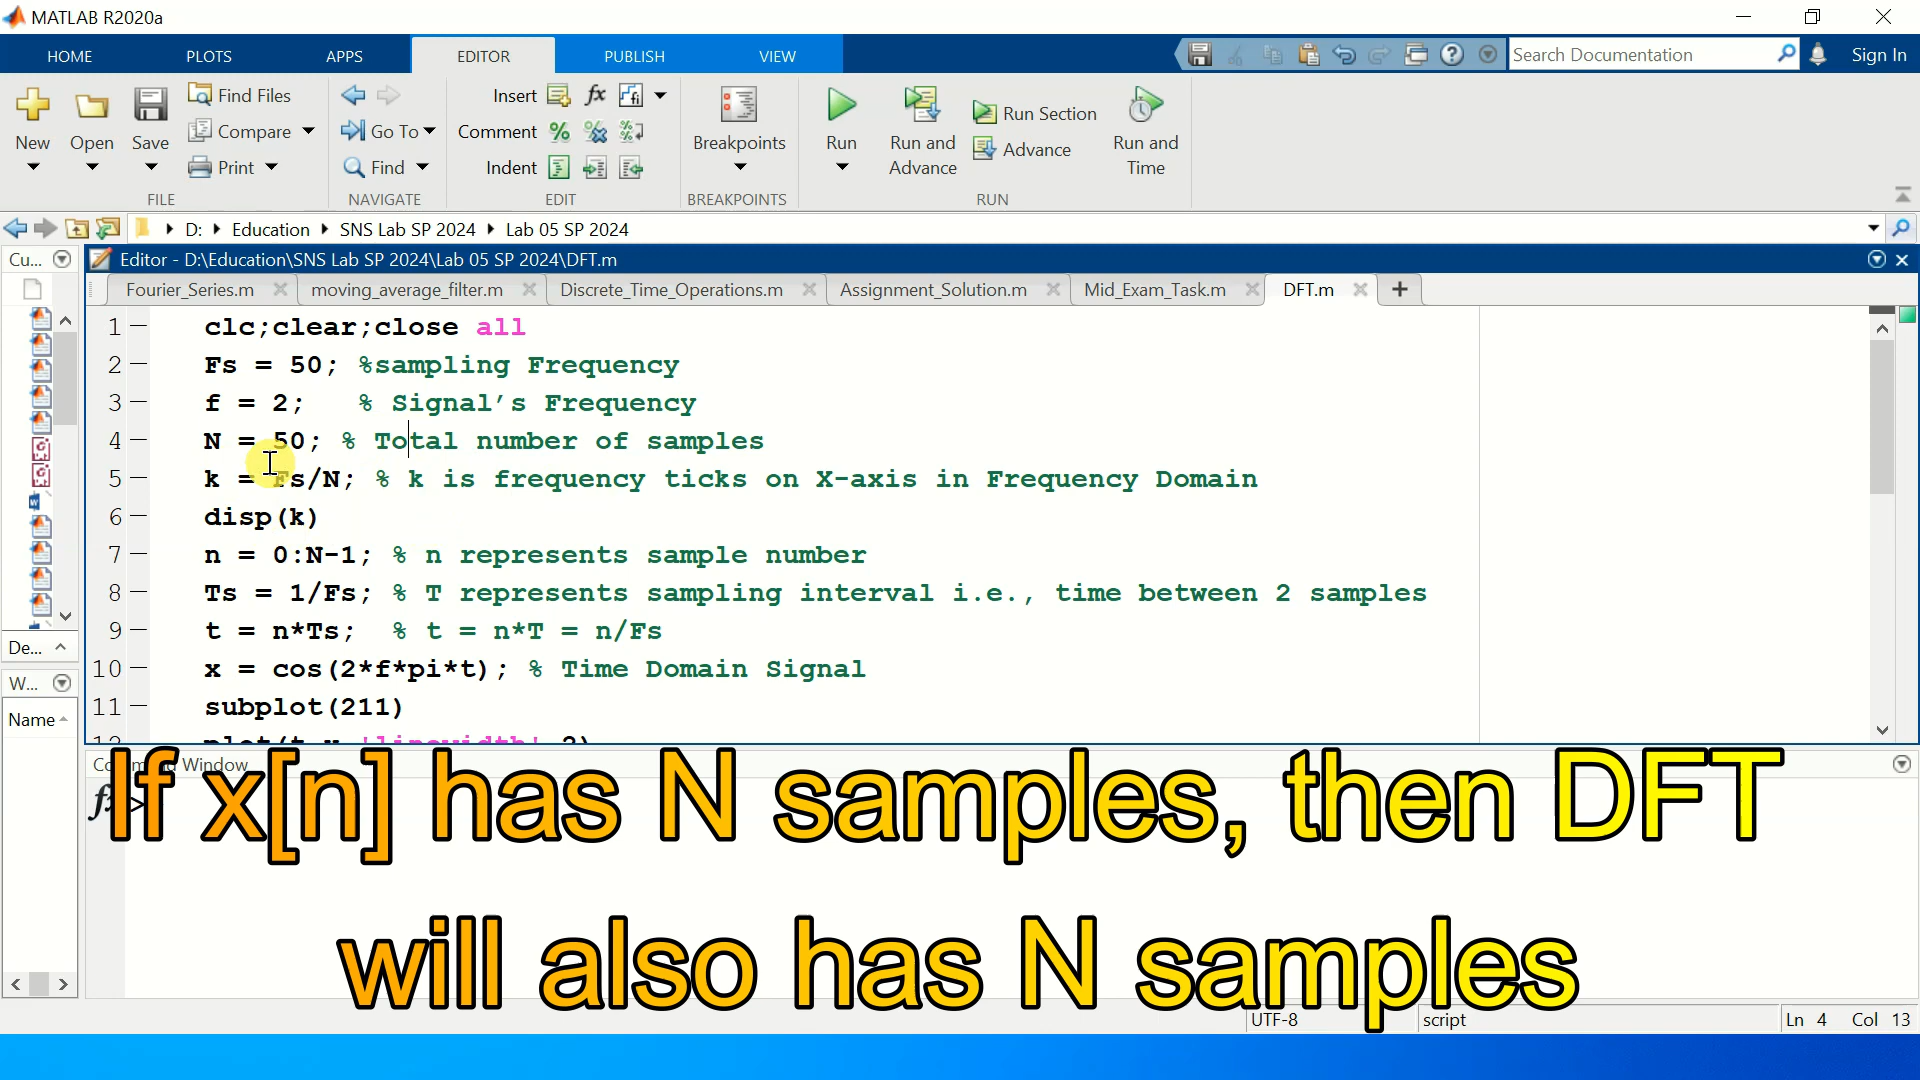 MATLAB R2020a
HOME PLOTS APPS EDITOR PUBLISH VIEW
Search Documentation
Sign In
New Open Save
Find Files
Compare
Print
FILE
Go To
Find
NAVIGATE
Insert
Comment
Indent
EDIT
Breakpoints
BREAKPOINTS
Run
Run and Advance
Run Section
Advance
Run and Time
RUN
D: Education SNS Lab SP 2024 Lab 05 SP 2024
Cu...
Editor - D:\Education\SNS Lab SP 2024\Lab 05 SP 2024\DFT.m
Fourier_Series.m moving_average_filter.m Discrete_Time_Operations.m Assignment_Solution.m Mid_Exam_Task.m DFT.m
1 clc;clear;close all
2 Fs = 50; %sampling Frequency
3 f = 2; % Signal's Frequency
4 N = 50; % Total number of samples
5 k = Fs/N; % k is frequency ticks on X-axis in Frequency Domain
6 disp(k)
7 n = 0:N-1; % n represents sample number
8 Ts = 1/Fs; % T represents sampling interval i.e., time between 2 samples
9 t = n*Ts; % t = n*T = n/Fs
10 x = cos(2*f*pi*t); % Time Domain Signal
11 subplot(211)
De...
W...
Name
If x[n] has N samples, then DFT
will also has N samples
UTF-8 script Ln 4 Col 13